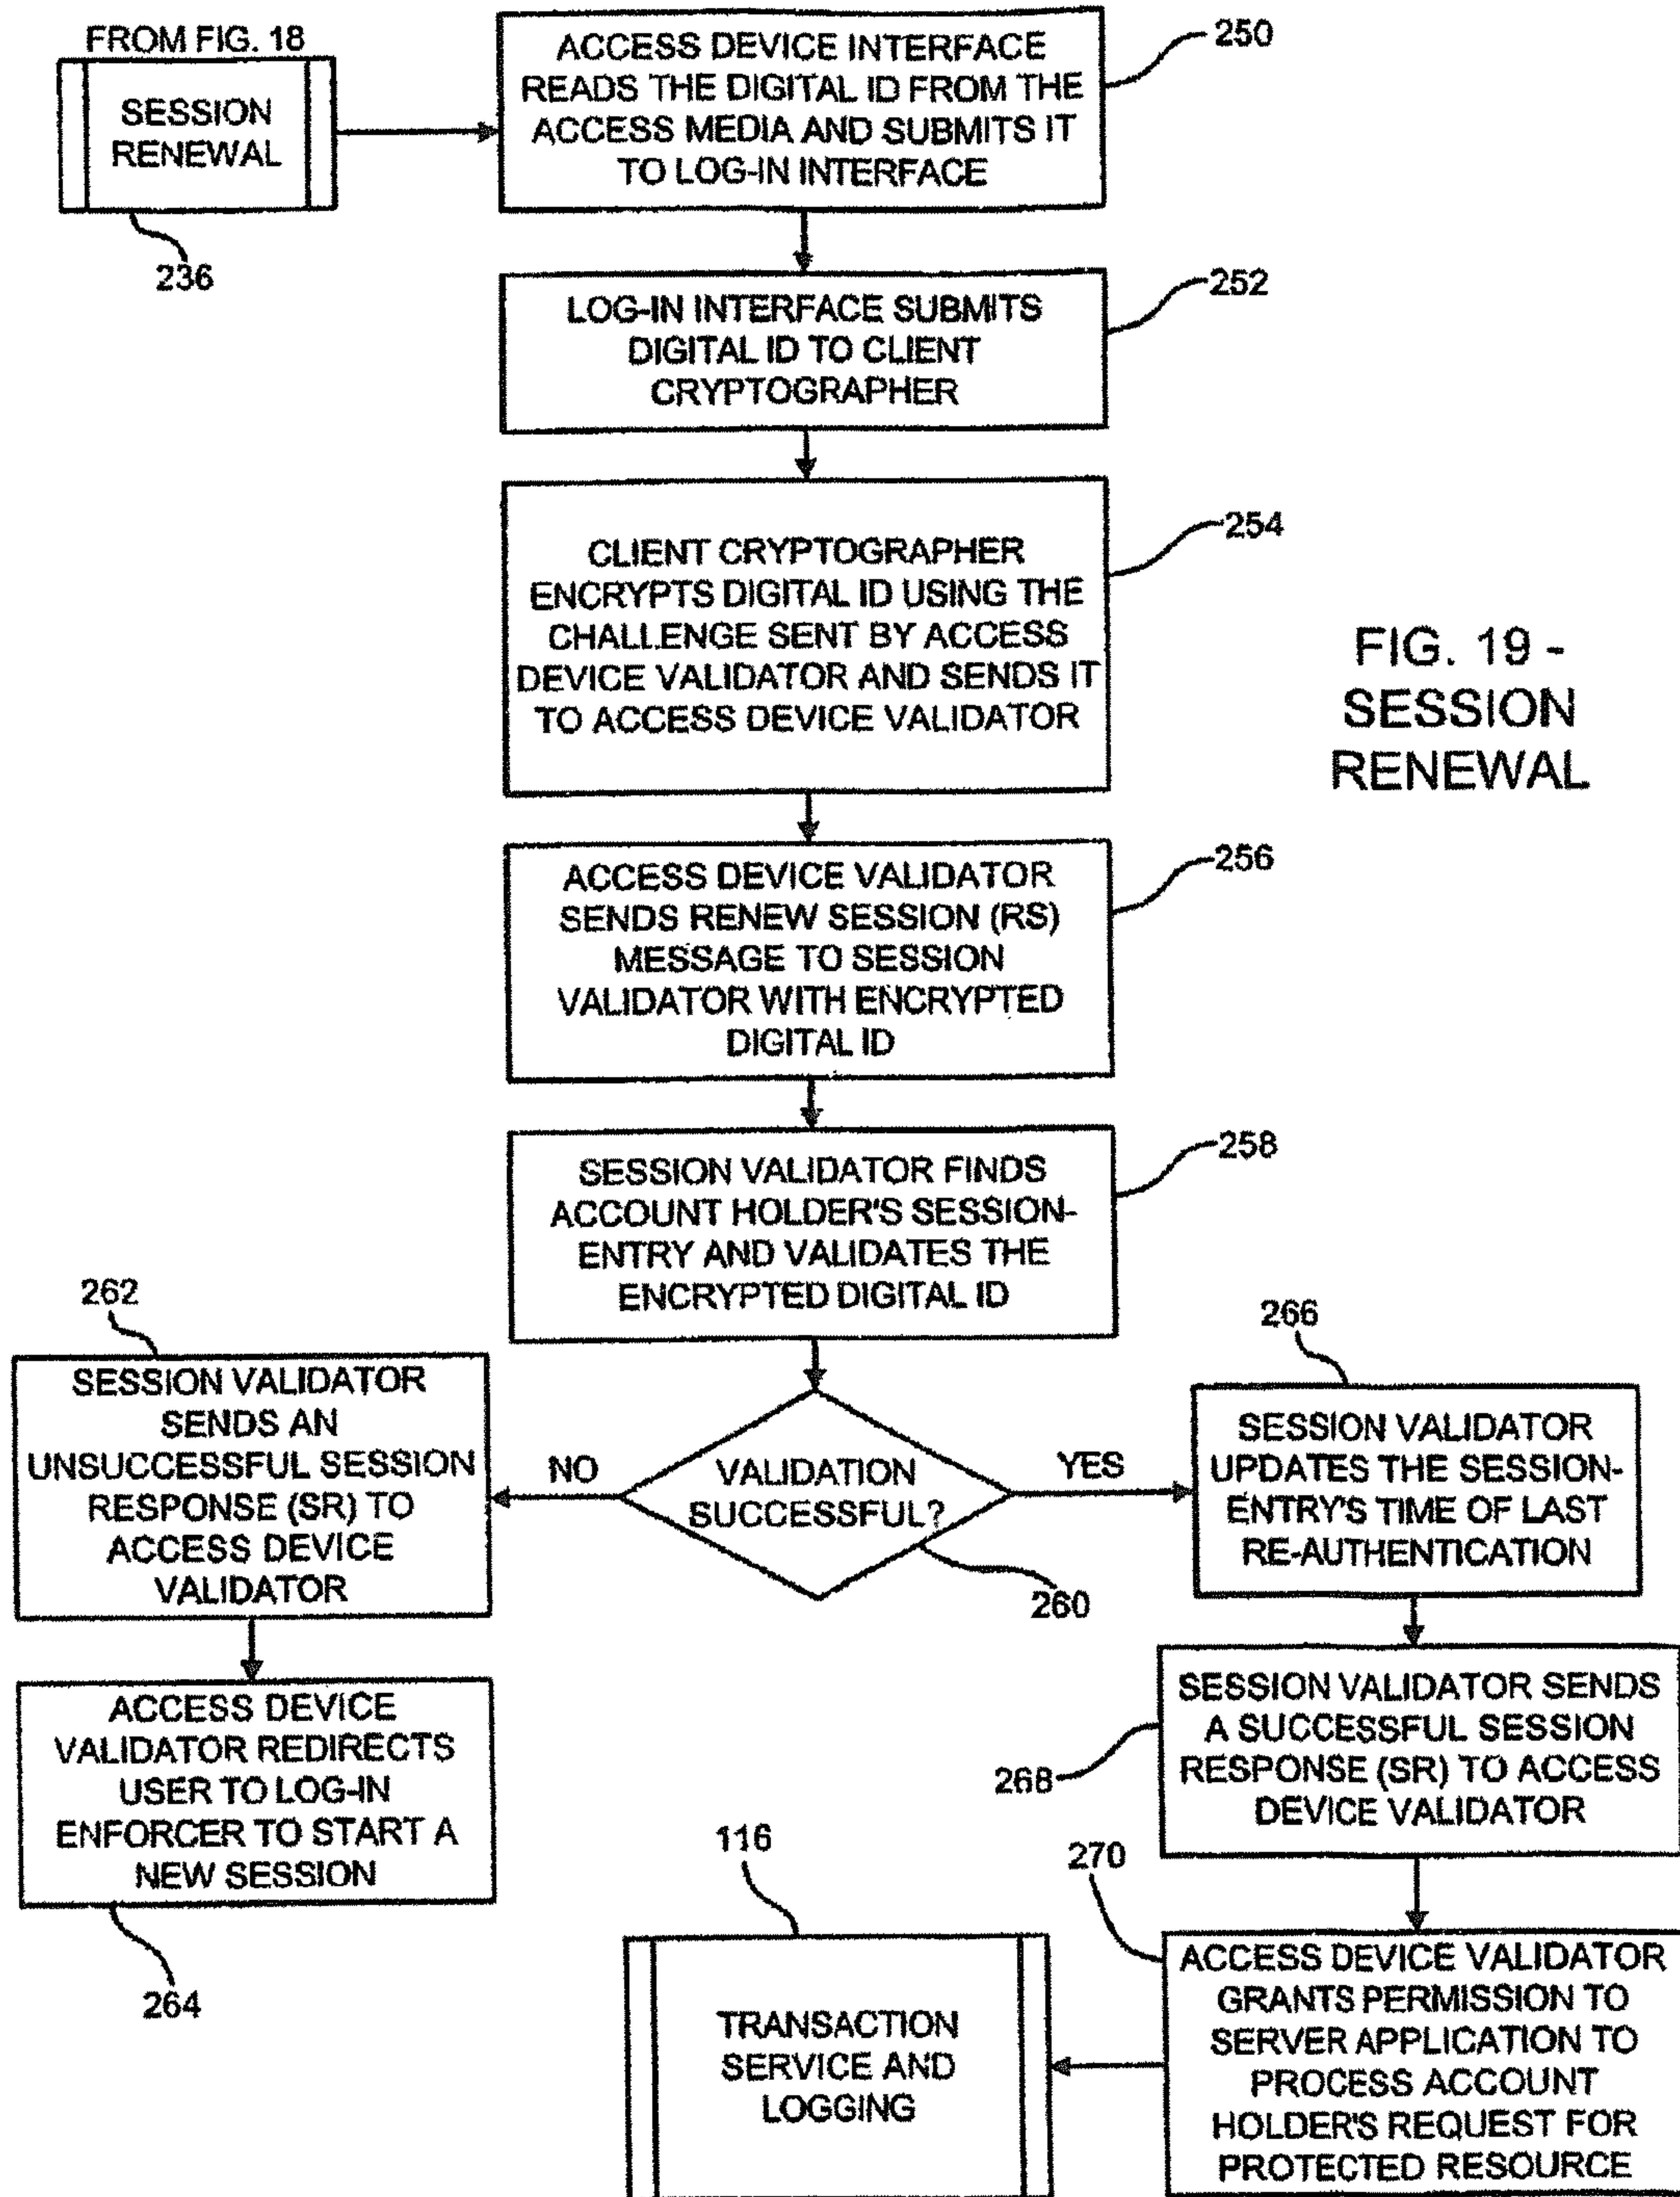 FROM FIG. 18
SESSION
RENEWAL
236
ACCESS DEVICE INTERFACE
READS THE DIGITAL ID FROM THE
ACCESS MEDIA AND SUBMITS IT
TO LOG-IN INTERFACE
250
LOG-IN INTERFACE SUBMITS
DIGITAL ID TO CLIENT
CRYPTOGRAPHER
252
CLIENT CRYPTOGRAPHER
ENCRYPTS DIGITAL ID USING THE
CHALLENGE SENT BY ACCESS
DEVICE VALIDATOR AND SENDS IT
TO ACCESS DEVICE VALIDATOR
254
FIG. 19 -
SESSION
RENEWAL
ACCESS DEVICE VALIDATOR
SENDS RENEW SESSION (RS)
MESSAGE TO SESSION
VALIDATOR WITH ENCRYPTED
DIGITAL ID
256
SESSION VALIDATOR FINDS
ACCOUNT HOLDER'S SESSION-
ENTRY AND VALIDATES THE
ENCRYPTED DIGITAL ID
258
VALIDATION
SUCCESSFUL?
260
NO
YES
262
SESSION VALIDATOR
SENDS AN
UNSUCCESSFUL SESSION
RESPONSE (SR) TO
ACCESS DEVICE
VALIDATOR
ACCESS DEVICE
VALIDATOR REDIRECTS
USER TO LOG-IN
ENFORCER TO START A
NEW SESSION
264
266
SESSION VALIDATOR
UPDATES THE SESSION-
ENTRY'S TIME OF LAST
RE-AUTHENTICATION
SESSION VALIDATOR SENDS
A SUCCESSFUL SESSION
RESPONSE (SR) TO ACCESS
DEVICE VALIDATOR
268
270
ACCESS DEVICE VALIDATOR
GRANTS PERMISSION TO
SERVER APPLICATION TO
PROCESS ACCOUNT
HOLDER'S REQUEST FOR
PROTECTED RESOURCE
116
TRANSACTION
SERVICE AND
LOGGING